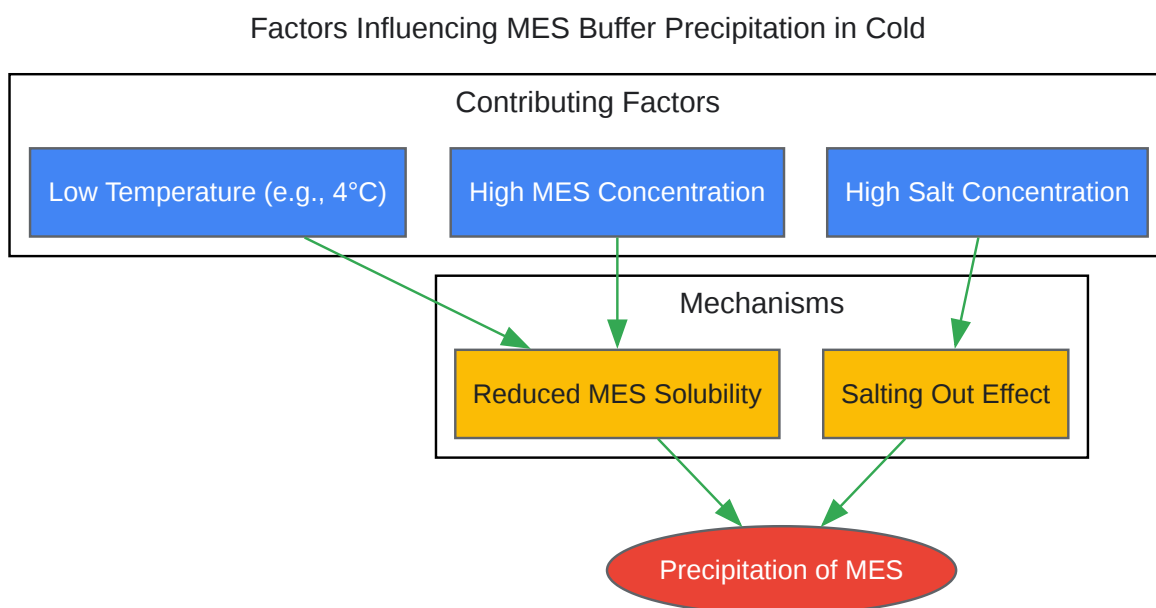 Factors Influencing MES Buffer Precipitation in Cold
Contributing Factors
Low Temperature (e.g., 4°C)
High MES Concentration
High Salt Concentration
Mechanisms
Reduced MES Solubility
Salting Out Effect
Precipitation of MES